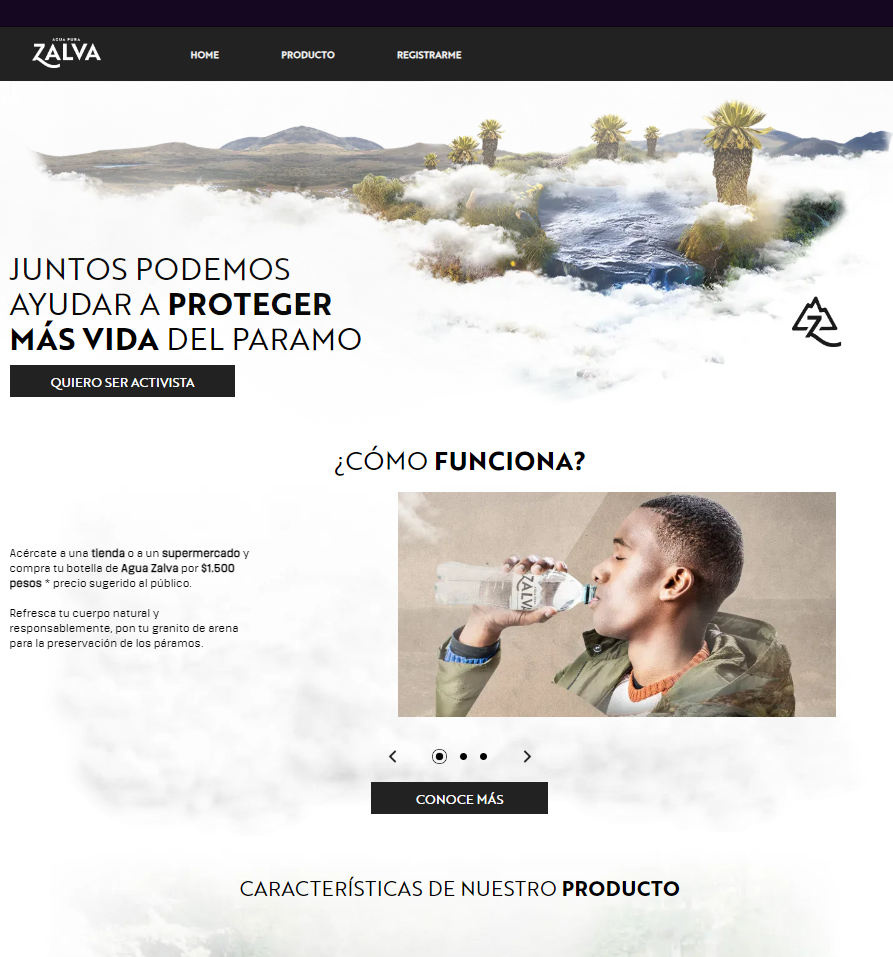 AGUA PURA
ZALVA
HOME PRODUCTO REGISTRARME
JUNTOS PODEMOS
AYUDAR A PROTEGER
MÁS VIDA DEL PARAMO
QUIERO SER ACTIVISTA
¿CÓMO FUNCIONA?
Acércate a una tienda o a un supermercado y
compra tu botella de Agua Zalva por $1.500
pesos * precio sugerido al público.
Refresca tu cuerpo natural y
responsablemente, pon tu granito de arena
para la preservación de los páramos.
ZALVA
CONOCE MÁS
CARACTERÍSTICAS DE NUESTRO PRODUCTO